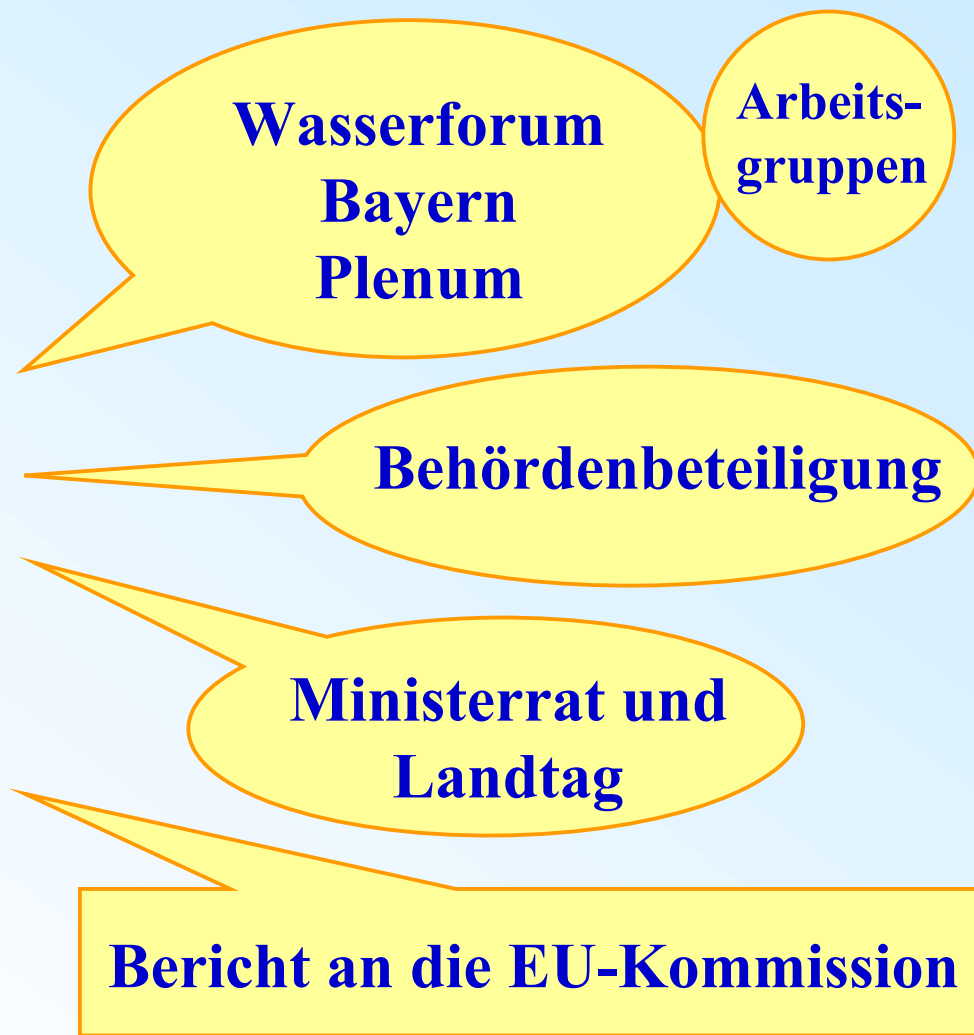 Wasserforum
Bayern
Plenum
Arbeits-
gruppen
Behördenbeteiligung
Ministerrat und
Landtag
Bericht an die EU-Kommission